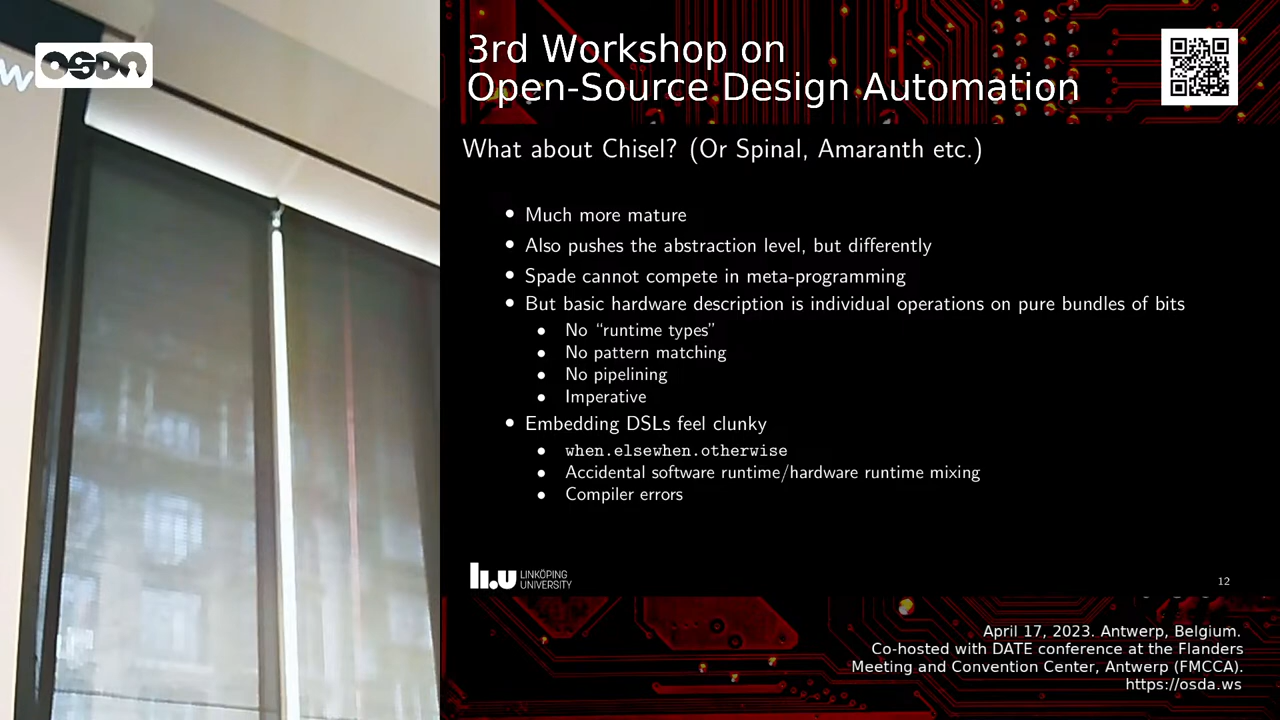 w
OSDA
3rd Workshop on
Open-Source Design Automation
What about Chisel? (Or Spinal, Amaranth etc.)
• Much more mature
• Also pushes the abstraction level, but differently
• Spade cannot compete in meta-programming
• But basic hardware description is individual operations on pure bundles of bits
• No “runtime types”
• No pattern matching
• No pipelining
• Imperative
• Embedding DSLs feel clunky
• when.elsewhen.otherwise
• Accidental software runtime/hardware runtime mixing
• Compiler errors
li.u LINKÖPING
UNIVERSITY
12
April 17, 2023. Antwerp, Belgium.
Co-hosted with DATE conference at the Flanders
Meeting and Convention Center, Antwerp (FMCCA).
https://osda.ws